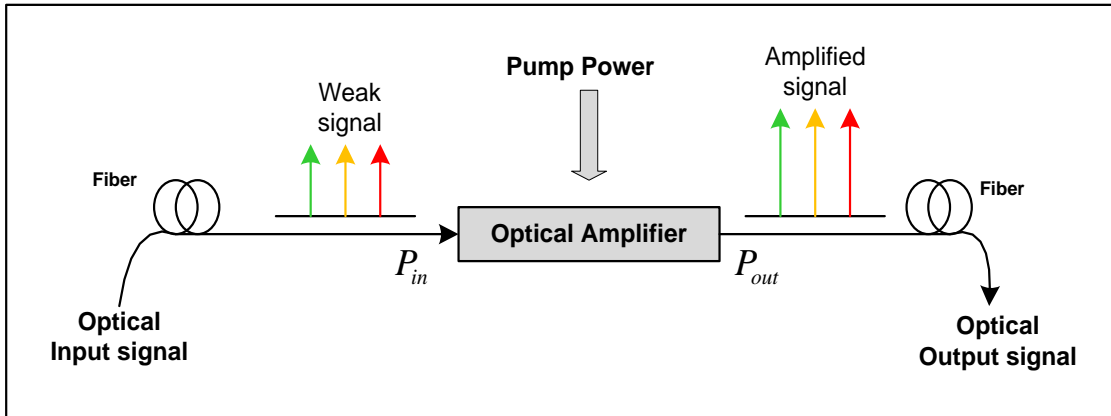 Pump Power
Amplified
signal
Weak
signal
Fiber
Fiber
Optical Amplifier
P_in
P_out
Optical
Input signal
Optical
Output signal